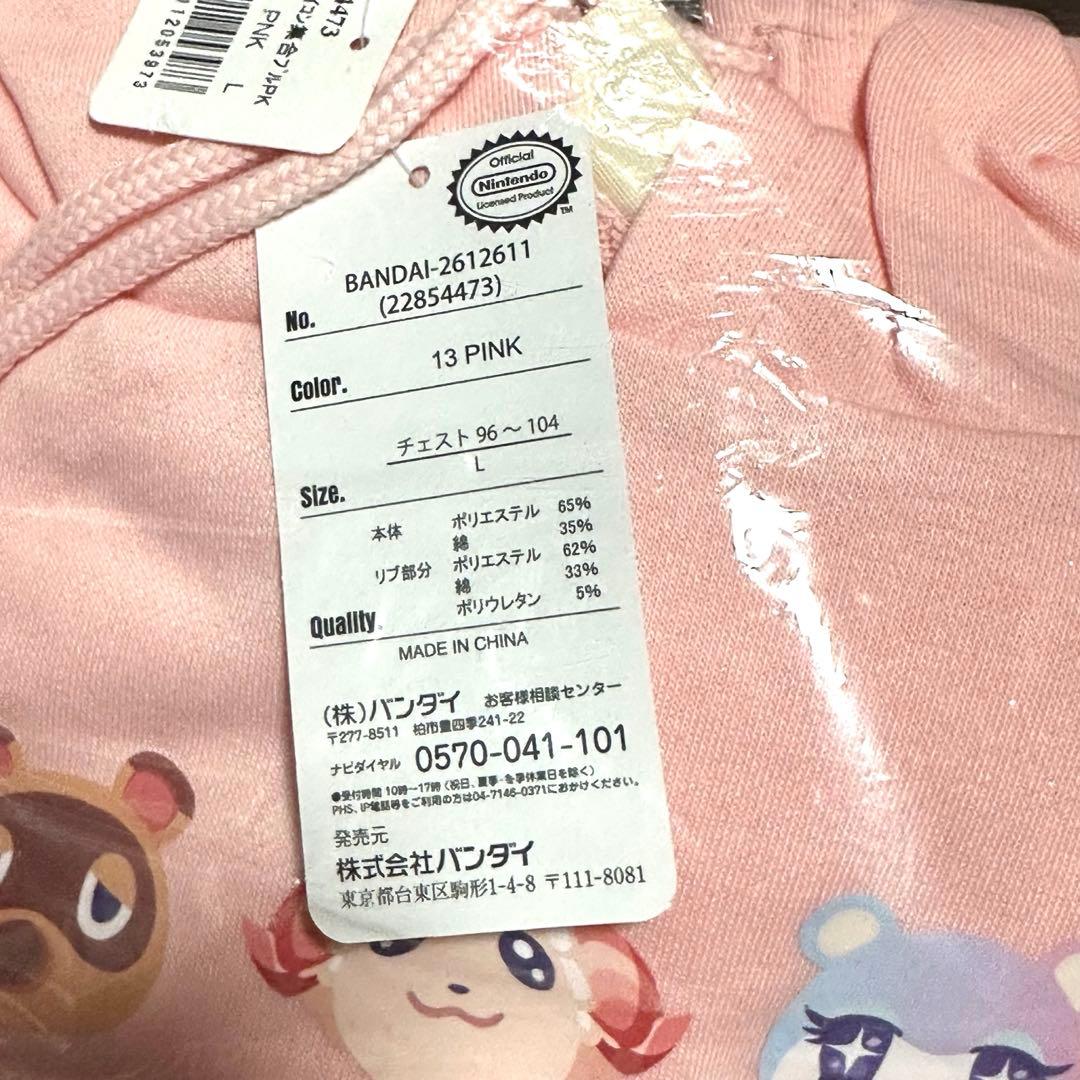 4473
イコン集合プルPK
PNK L
12053973
Official
Nintendo
Licensed Product
TM
BANDAI-2612611
No. (22854473)
Color. 13 PINK
チェスト 96～104
L
Size.
本体 ポリエステル 65%
綿 35%
リブ部分 ポリエステル 62%
綿 33%
ポリウレタン 5%
Quality.
MADE IN CHINA
(株)バンダイ お客様相談センター
〒277-8511 柏市豊四季241-22
ナビダイヤル 0570-041-101
●受付時間 10時～17時 (祝日、夏季・冬季休業日を除く)
PHS、IP電話等をご利用の方は04-7146-0371におかけください。
発売元
株式会社バンダイ
東京都台東区駒形1-4-8 〒111-8081